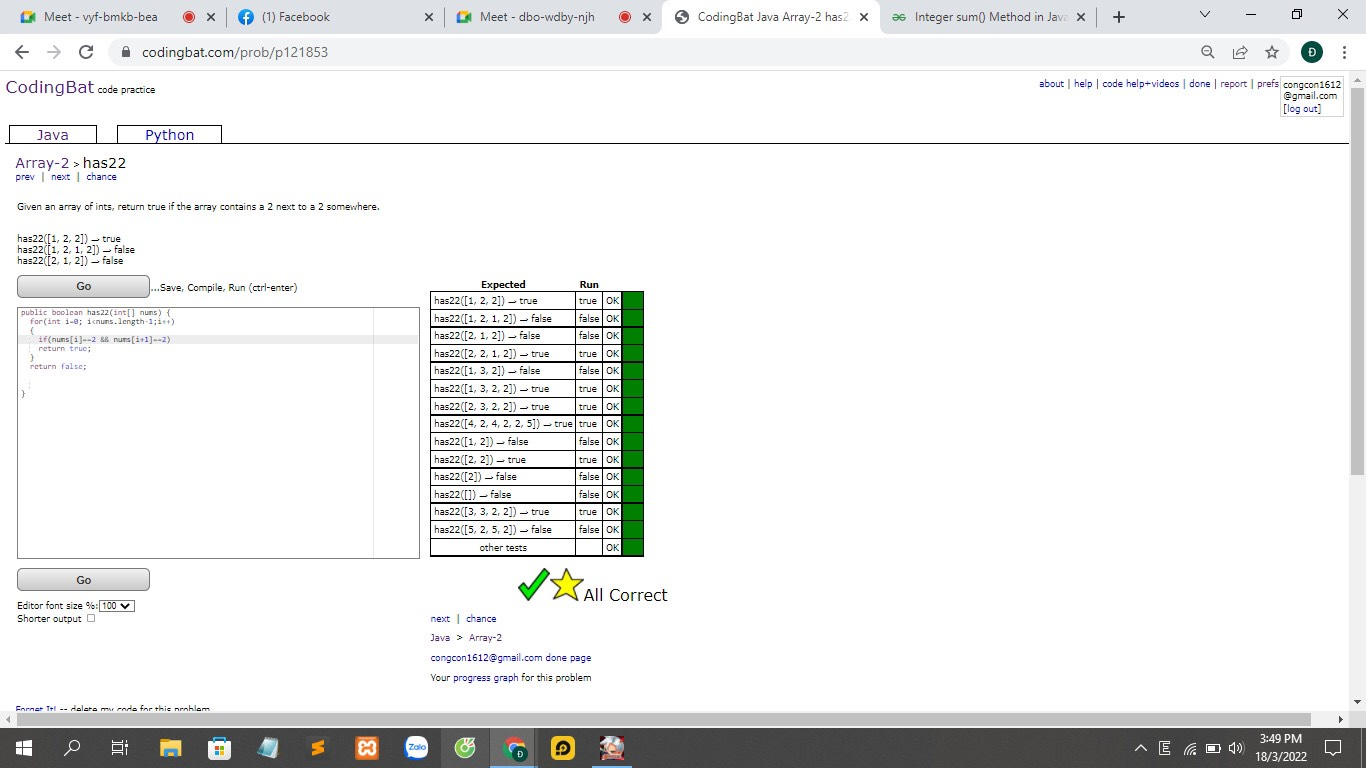 Meet - vyf-bmkb-bea
(1) Facebook
Meet - dbo-wdby-njh
CodingBat Java Array-2 has2
Integer sum() Method in Java
codingbat.com/prob/p121853
Đ
CodingBat code practice
about | help | code help+videos | done | report | prefs
congcon1612
@gmail.com
[log out]
Java
Python
Array-2 > has22
prev | next | chance
Given an array of ints, return true if the array contains a 2 next to a 2 somewhere.
has22([1, 2, 2]) → true
has22([1, 2, 1, 2]) → false
has22([2, 1, 2]) → false
Go
...Save, Compile, Run (ctrl-enter)
public boolean has22(int[] nums) {
for(int i=0; i<nums.length-1;i++)
{
if(nums[i]==2 && nums[i+1]==2)
return true;
}
return false;
}
Go
Editor font size %: 100
Shorter output
Forget It! -- delete my code for this problem
Expected Run
has22([1, 2, 2]) → true true OK
has22([1, 2, 1, 2]) → false false OK
has22([2, 1, 2]) → false false OK
has22([2, 2, 1, 2]) → true true OK
has22([1, 3, 2]) → false false OK
has22([1, 3, 2, 2]) → true true OK
has22([2, 3, 2, 2]) → true true OK
has22([4, 2, 4, 2, 2, 5]) → true true OK
has22([1, 2]) → false false OK
has22([2, 2]) → true true OK
has22([2]) → false false OK
has22([]) → false false OK
has22([3, 3, 2, 2]) → true true OK
has22([5, 2, 5, 2]) → false false OK
other tests OK
All Correct
next | chance
Java > Array-2
congcon1612@gmail.com done page
Your progress graph for this problem
Zalo
Đ
E
3:49 PM
18/3/2022